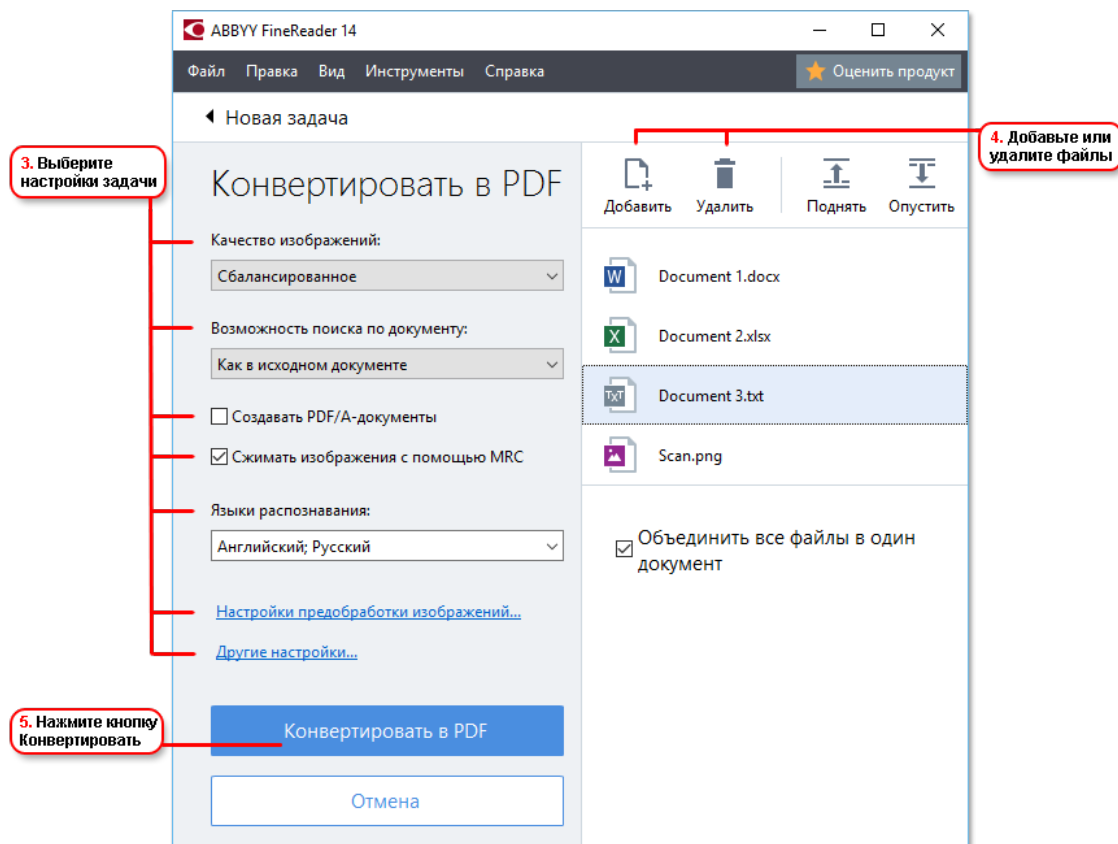 ABBYY FineReader 14
Файл Правка Вид Инструменты Справка
Оценить продукт
Новая задача
3. Выберите
настройки задачи
4. Добавьте или
удалите файлы
Конвертировать в PDF
Добавить Удалить Поднять Опустить
Качество изображений:
Сбалансированное
Возможность поиска по документу:
Как в исходном документе
Создавать PDF/A-документы
Сжимать изображения с помощью MRC
Языки распознавания:
Английский; Русский
Настройки предобработки изображений...
Другие настройки...
5. Нажмите кнопку
Конвертировать
Конвертировать в PDF
Отмена
W
Document 1.docx
X
Document 2.xlsx
TXT
Document 3.txt
Scan.png
Объединить все файлы в один
документ